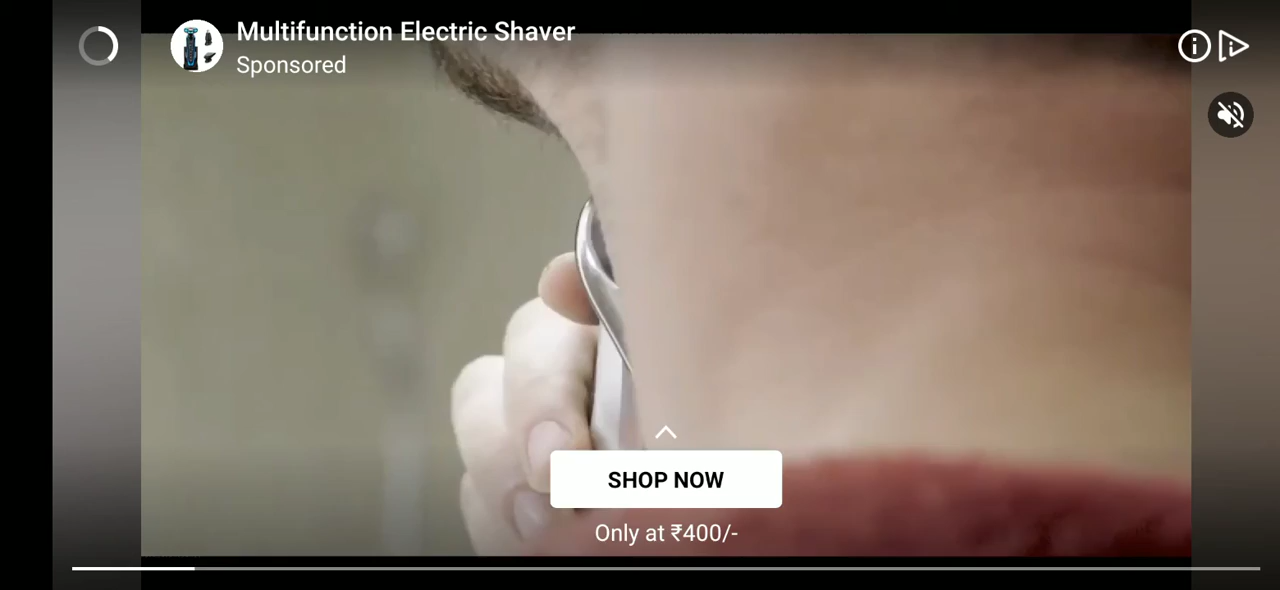 Multifunction Electric Shaver
Sponsored
SHOP NOW
Only at ₹400/-